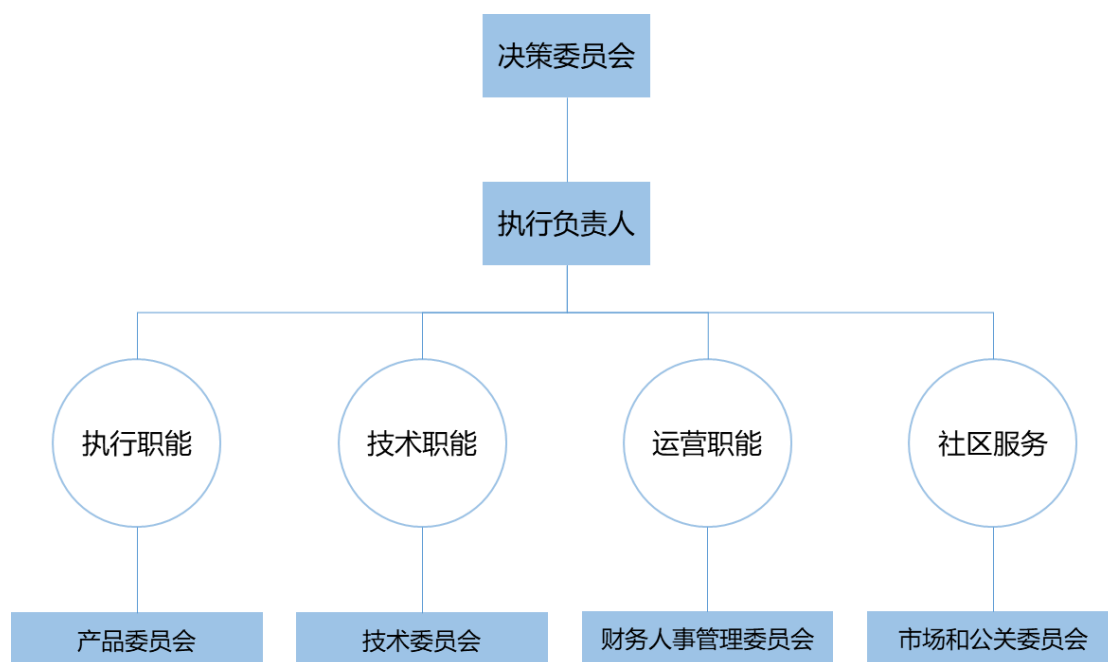 决策委员会
执行负责人
执行职能
技术职能
运营职能
社区服务
产品委员会
技术委员会
财务人事管理委员会
市场和公关委员会